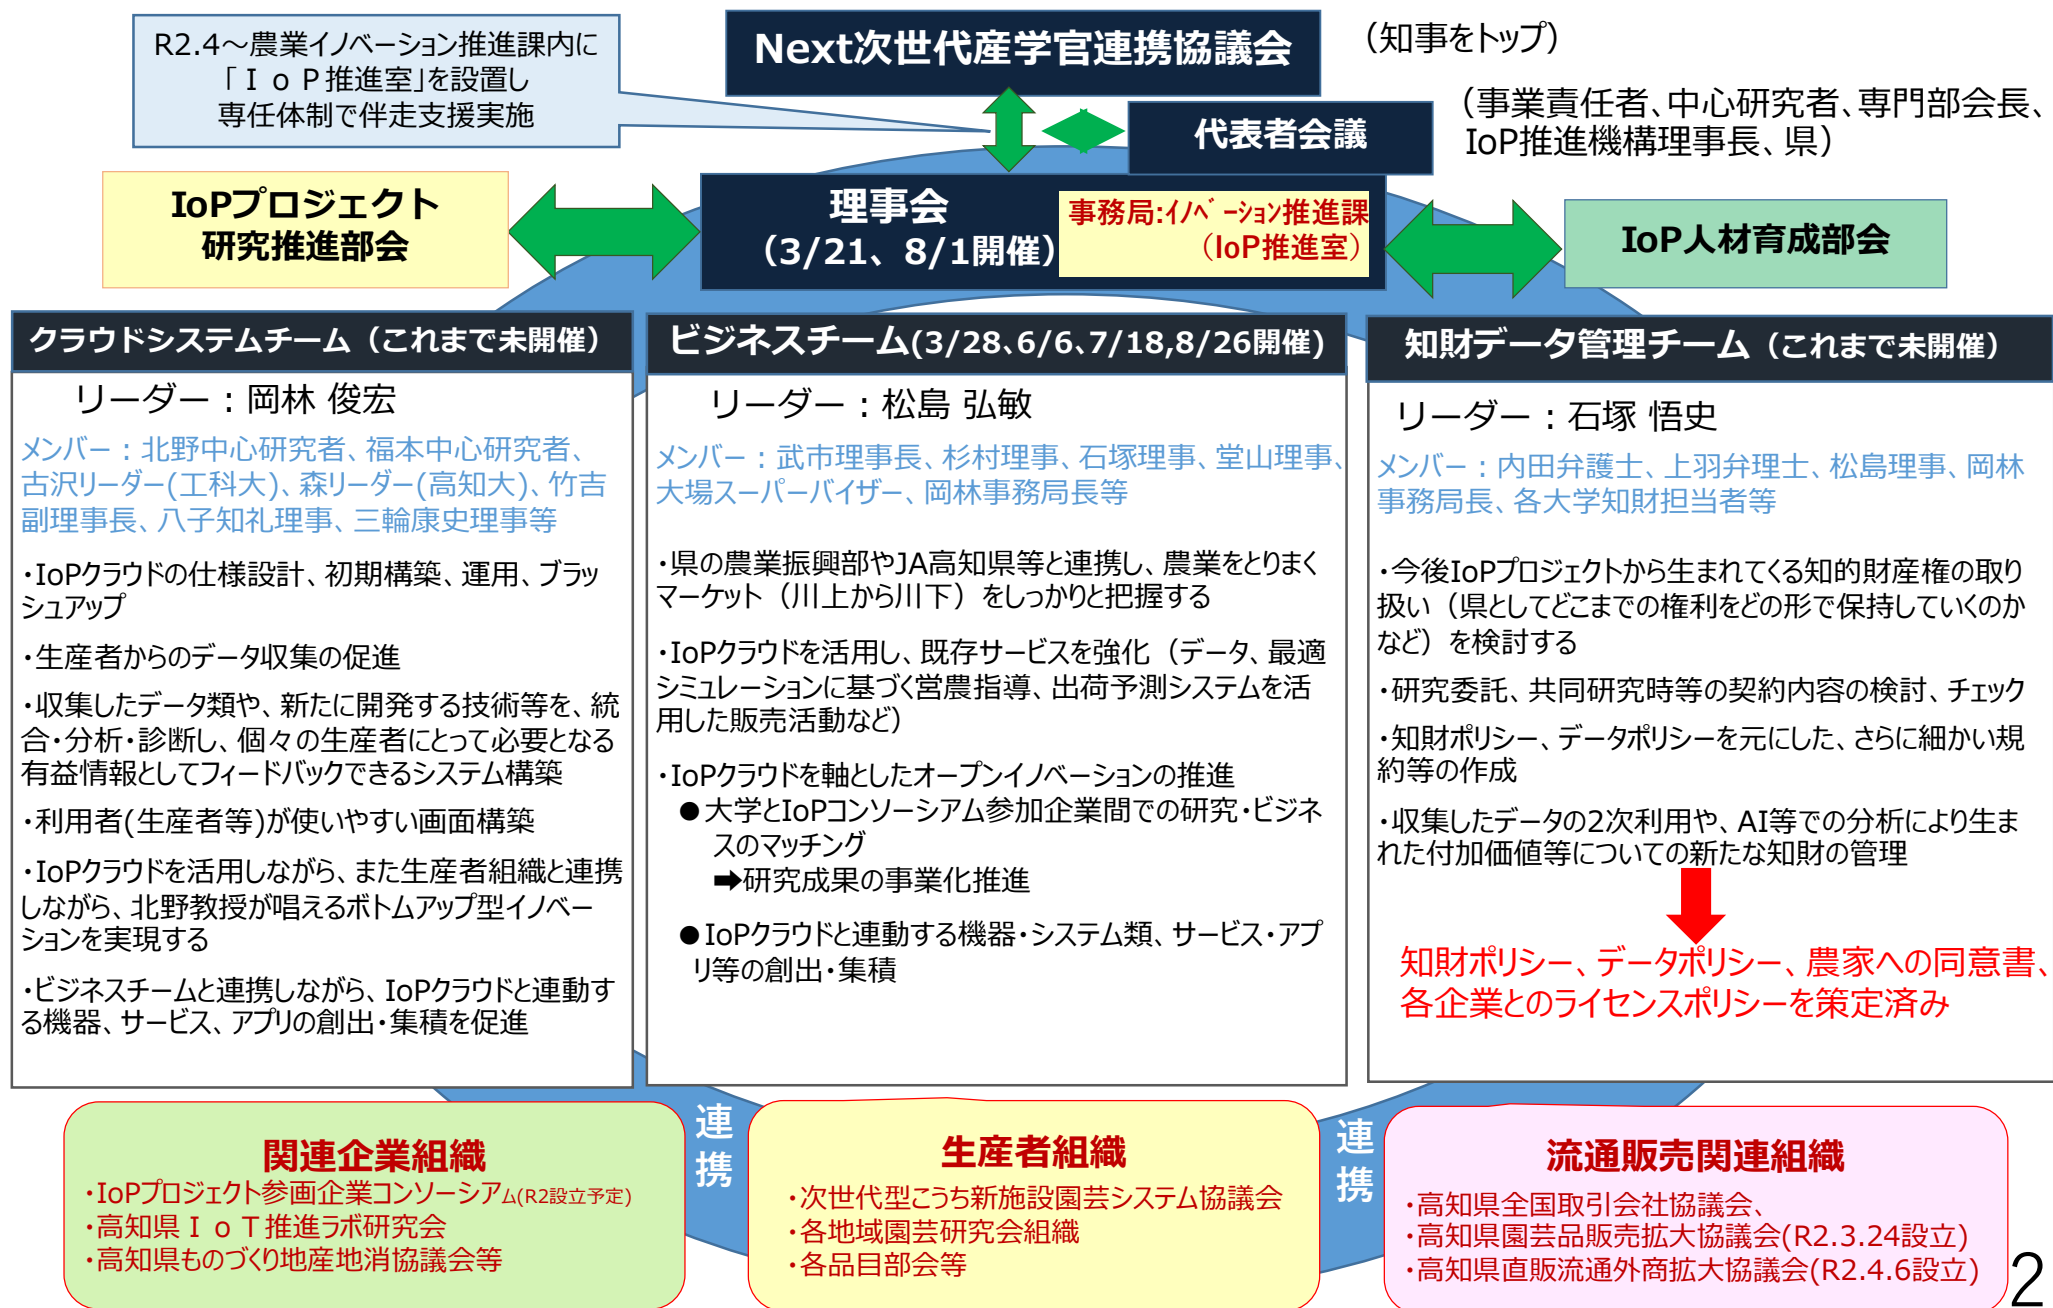 R2.4～農業イノベーション推進課内に
「ＩｏＰ推進室」を設置し
専任体制で伴走支援実施
Next次世代産学官連携協議会
（知事をトップ）
代表者会議
（事業責任者、中心研究者、専門部会長、
IoP推進機構理事長、県）
IoPプロジェクト
研究推進部会
理事会
（3/21、8/1開催）
事務局:ｲﾉﾍﾞｰｼｮﾝ推進課
（IoP推進室）
IoP人材育成部会
クラウドシステムチーム（これまで未開催）
リーダー：岡林 俊宏
メンバー：北野中心研究者、福本中心研究者、
古沢リーダー(工科大)、森リーダー(高知大)、竹吉
副理事長、八子知礼理事、三輪康史理事等
・IoPクラウドの仕様設計、初期構築、運用、ブラッ
シュアップ
・生産者からのデータ収集の促進
・収集したデータ類や、新たに開発する技術等を、統
合・分析・診断し、個々の生産者にとって必要となる
有益情報としてフィードバックできるシステム構築
・利用者(生産者等)が使いやすい画面構築
・IoPクラウドを活用しながら、また生産者組織と連携
しながら、北野教授が唱えるボトムアップ型イノベー
ションを実現する
・ビジネスチームと連携しながら、IoPクラウドと連動す
る機器、サービス、アプリの創出・集積を促進
ビジネスチーム(3/28、6/6、7/18,8/26開催)
リーダー：松島 弘敏
メンバー：武市理事長、杉村理事、石塚理事、堂山理事、
大場スーパーバイザー、岡林事務局長等
・県の農業振興部やJA高知県等と連携し、農業をとりまく
マーケット（川上から川下）をしっかりと把握する
・IoPクラウドを活用し、既存サービスを強化（データ、最適
シミュレーションに基づく営農指導、出荷予測システムを活
用した販売活動など）
・IoPクラウドを軸としたオープンイノベーションの推進
●大学とIoPコンソーシアム参加企業間での研究・ビジネ
スのマッチング
➡研究成果の事業化推進
●IoPクラウドと連動する機器・システム類、サービス・アプ
リ等の創出・集積
知財データ管理チーム（これまで未開催）
リーダー：石塚 悟史
メンバー：内田弁護士、上羽弁理士、松島理事、岡林
事務局長、各大学知財担当者等
・今後IoPプロジェクトから生まれてくる知的財産権の取り
扱い（県としてどこまでの権利をどの形で保持していくのか
など）を検討する
・研究委託、共同研究時等の契約内容の検討、チェック
・知財ポリシー、データポリシーを元にした、さらに細かい規
約等の作成
・収集したデータの2次利用や、AI等での分析により生ま
れた付加価値等についての新たな知財の管理
知財ポリシー、データポリシー、農家への同意書、
各企業とのライセンスポリシーを策定済み
関連企業組織
・IoPプロジェクト参画企業コンソーシアム(R2設立予定)
・高知県ＩｏＴ推進ラボ研究会
・高知県ものづくり地産地消協議会等
連携
生産者組織
・次世代型こうち新施設園芸システム協議会
・各地域園芸研究会組織
・各品目部会等
連携
流通販売関連組織
・高知県全国取引会社協議会、
・高知県園芸品販売拡大協議会(R2.3.24設立)
・高知県直販流通外商拡大協議会(R2.4.6設立)
2